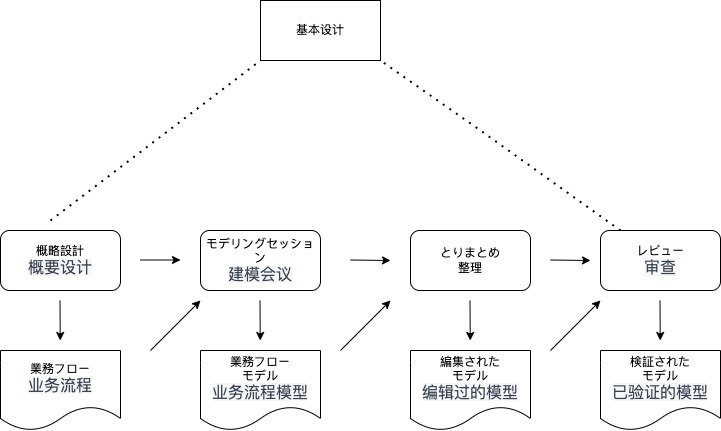 基本设计
概略設計
概要设计
モデリングセッショ
ン
建模会议
とりまとめ
整理
レビュー
审查
業務フロー
业务流程
業務フロー
モデル
业务流程模型
編集された
モデル
编辑过的模型
検証された
モデル
已验证的模型